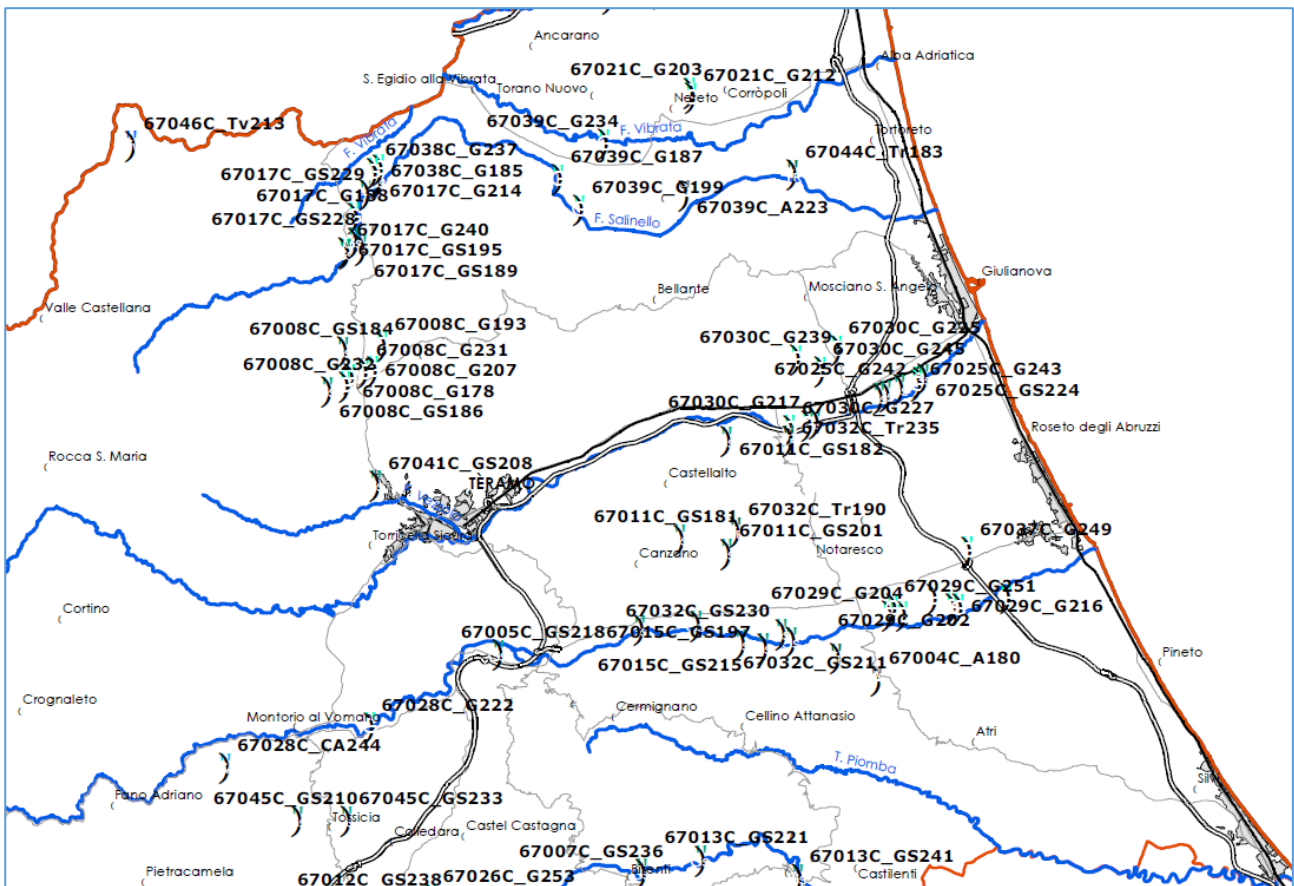 Ancarano
Alba Adriatica
67021C_G203
67021C_G212
S. Egidio alla Vibrata
Torano Nuovo
Nereto
Corròpoli
67046C_Tv213
67039C_G234
F. Vibrata
F. Vibrata
Tortoreto
67038C_G237
67039C_G187
67044C_Tr183
67017C_GS229
67038C_G185
67017C_G188
67017C_G214
67039C_G199
67039C_A223
67017C_GS228
F. Salinello
67017C_G240
67017C_GS195
67017C_GS189
Giulianova
Bellante
Mosciano S. Angelo
Valle Castellana
67008C_GS184
67008C_G193
67030C_G225
67030C_G239
67030C_G245
67008C_G231
67008C_G232
67008C_G207
67025C_G242
67025C_G243
67008C_G178
67025C_GS224
67008C_GS186
67030C_G217
67030C_G227
67032C_Tr235
Roseto degli Abruzzi
67011C_GS182
Rocca S. Maria
67041C_GS208
Castellalto
TÈRAMO
67032C_Tr190
67011C_GS181
67011C_GS201
67037C_G249
Torricella Sicura
Canzano
Notaresco
67029C_G251
67029C_G204
Cortino
67032C_GS230
67029C_G216
67029C_G202
67005C_GS218
67015C_GS197
67015C_GS215
67032C_GS211
67004C_A180
Pineto
Crognaleto
67028C_G222
Cermignano
Montorio al Vomano
Cellino Attanasio
Atri
67028C_CA244
T. Piomba
Fano Adriano
67045C_GS210
67045C_GS233
Tossicia
Colledara
Castel Castagna
67013C_GS221
67007C_GS236
67013C_GS241
Bisenti
Castilenti
Pietracamela
67012C_GS238
67026C_G253